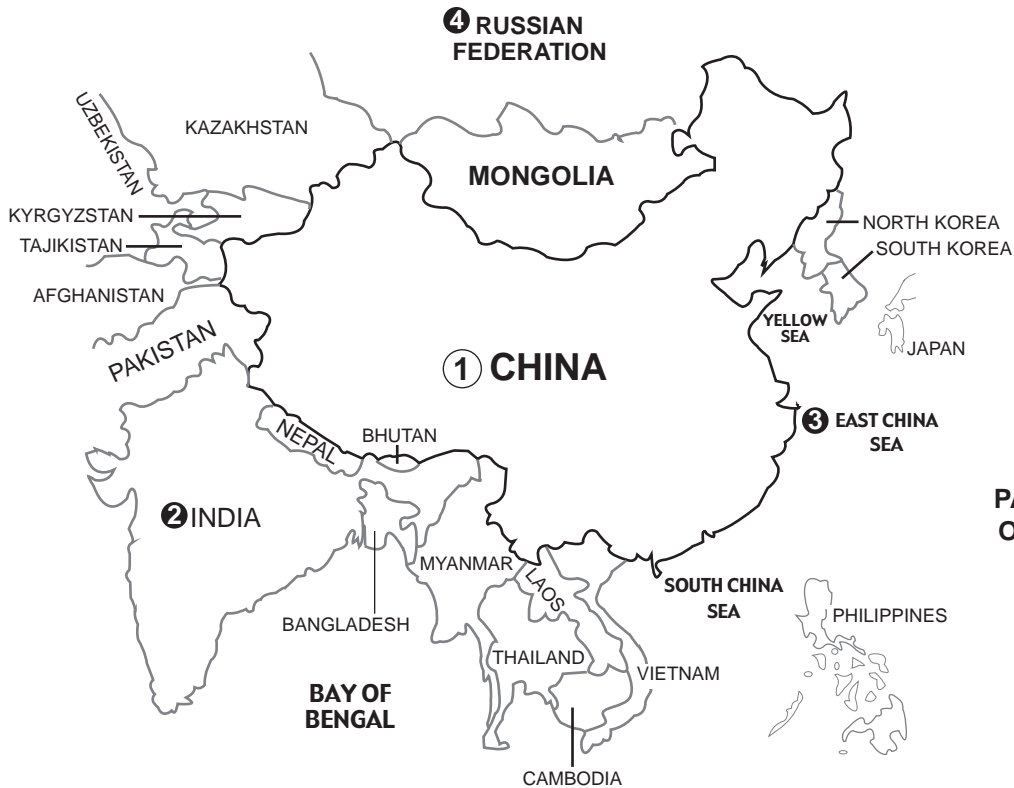 4 RUSSIAN
FEDERATION
UZBEKISTAN
KAZAKHSTAN
MONGOLIA
KYRGYZSTAN
TAJIKISTAN
NORTH KOREA
SOUTH KOREA
AFGHANISTAN
PAKISTAN
YELLOW
SEA
JAPAN
1 CHINA
3 EAST CHINA
SEA
NEPAL
BHUTAN
2 INDIA
MYANMAR
LAOS
SOUTH CHINA
SEA
BANGLADESH
PHILIPPINES
THAILAND
VIETNAM
BAY OF
BENGAL
CAMBODIA